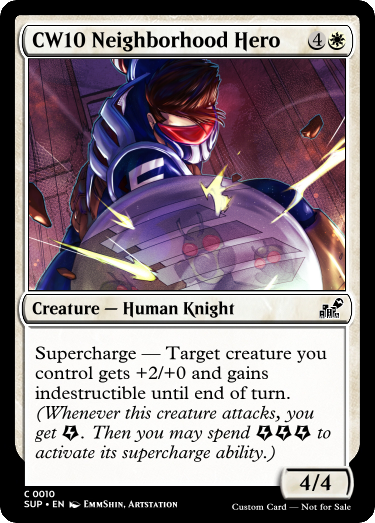 CW10 Neighborhood Hero 4
Creature — Human Knight
Supercharge — Target creature you
control gets +2/+0 and gains
indestructible until end of turn.
(Whenever this creature attacks, you
get . Then you may spend to
activate its supercharge ability.)
4/4
C 0010
SUP • EN EmmShin, Artstation
Custom Card — Not for Sale